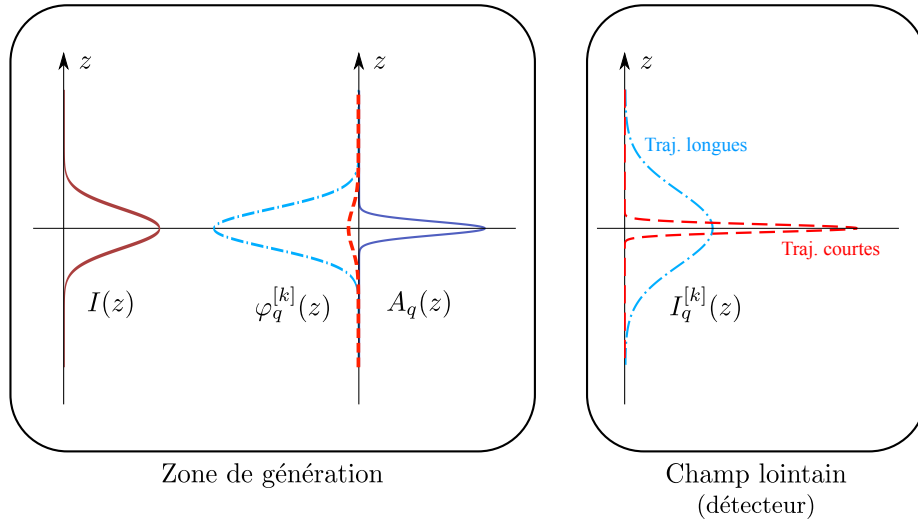 z
z
z
Traj. longues
Traj. courtes
I(z)
φ_q^{[k]}(z)
A_q(z)
I_q^{[k]}(z)
Zone de génération
Champ lointain
(détecteur)